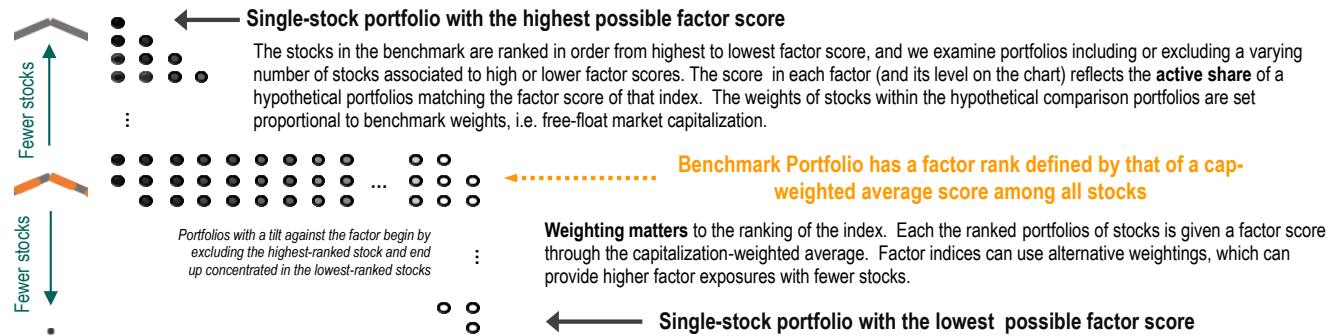 Single-stock portfolio with the highest possible factor score
The stocks in the benchmark are ranked in order from highest to lowest factor score, and we examine portfolios including or excluding a varying
number of stocks associated to high or lower factor scores. The score in each factor (and its level on the chart) reflects the active share of a
hypothetical portfolios matching the factor score of that index. The weights of stocks within the hypothetical comparison portfolios are set
proportional to benchmark weights, i.e. free-float market capitalization.
Fewer stocks
⋮
Benchmark Portfolio has a factor rank defined by that of a cap-
weighted average score among all stocks
...
Fewer stocks
Portfolios with a tilt against the factor begin by
excluding the highest-ranked stock and end
up concentrated in the lowest-ranked stocks
⋮
Weighting matters to the ranking of the index. Each the ranked portfolios of stocks is given a factor score
through the capitalization-weighted average. Factor indices can use alternative weightings, which can
provide higher factor exposures with fewer stocks.
Single-stock portfolio with the lowest possible factor score